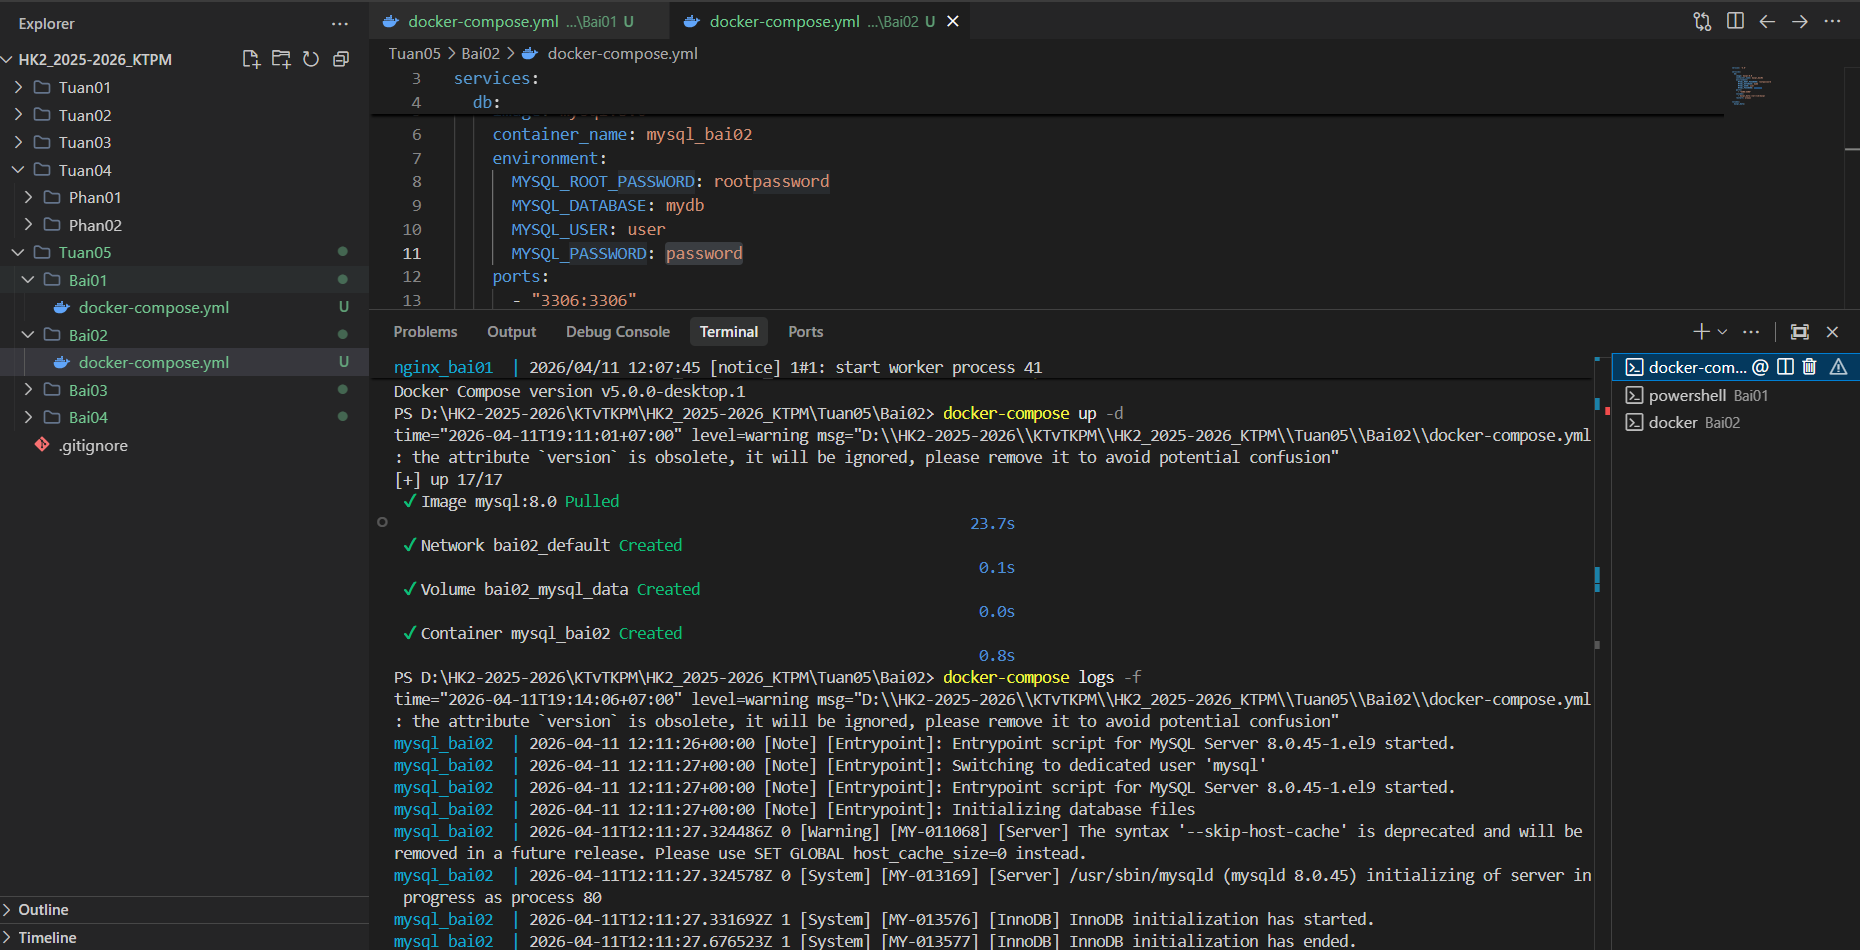 Explorer
···
HK2_2025-2026_KTPM
Tuan01
Tuan02
Tuan03
Tuan04
Phan01
Phan02
Tuan05
Bai01
docker-compose.yml U
Bai02
docker-compose.yml U
Bai03
Bai04
.gitignore
Outline
Timeline
docker-compose.yml ...\Bai01 U
docker-compose.yml ...\Bai02 U
Tuan05 > Bai02 > docker-compose.yml
3 services:
4 db:
6 container_name: mysql_bai02
7 environment:
8 MYSQL_ROOT_PASSWORD: rootpassword
9 MYSQL_DATABASE: mydb
10 MYSQL_USER: user
11 MYSQL_PASSWORD: password
12 ports:
13 - "3306:3306"
Problems Output Debug Console Terminal Ports
nginx_bai01 | 2026/04/11 12:07:45 [notice] 1#1: start worker process 41
Docker Compose version v5.0.0-desktop.1
PS D:\HK2-2025-2026\KTvTKPM\HK2_2025-2026_KTPM\Tuan05\Bai02> docker-compose up -d
time="2026-04-11T19:11:01+07:00" level=warning msg="D:\\HK2-2025-2026\\KTvTKPM\\HK2_2025-2026_KTPM\\Tuan05\\Bai02\\docker-compose.yml
: the attribute `version` is obsolete, it will be ignored, please remove it to avoid potential confusion"
[+] up 17/17
✓ Image mysql:8.0 Pulled
23.7s
✓ Network bai02_default Created
0.1s
✓ Volume bai02_mysql_data Created
0.0s
✓ Container mysql_bai02 Created
0.8s
PS D:\HK2-2025-2026\KTvTKPM\HK2_2025-2026_KTPM\Tuan05\Bai02> docker-compose logs -f
time="2026-04-11T19:14:06+07:00" level=warning msg="D:\\HK2-2025-2026\\KTvTKPM\\HK2_2025-2026_KTPM\\Tuan05\\Bai02\\docker-compose.yml
: the attribute `version` is obsolete, it will be ignored, please remove it to avoid potential confusion"
mysql_bai02 | 2026-04-11 12:11:26+00:00 [Note] [Entrypoint]: Entrypoint script for MySQL Server 8.0.45-1.el9 started.
mysql_bai02 | 2026-04-11 12:11:27+00:00 [Note] [Entrypoint]: Switching to dedicated user 'mysql'
mysql_bai02 | 2026-04-11 12:11:27+00:00 [Note] [Entrypoint]: Entrypoint script for MySQL Server 8.0.45-1.el9 started.
mysql_bai02 | 2026-04-11 12:11:27+00:00 [Note] [Entrypoint]: Initializing database files
mysql_bai02 | 2026-04-11T12:11:27.324486Z 0 [Warning] [MY-011068] [Server] The syntax '--skip-host-cache' is deprecated and will be
removed in a future release. Please use SET GLOBAL host_cache_size=0 instead.
mysql_bai02 | 2026-04-11T12:11:27.324578Z 0 [System] [MY-013169] [Server] /usr/sbin/mysqld (mysqld 8.0.45) initializing of server in
progress as process 80
mysql_bai02 | 2026-04-11T12:11:27.331692Z 1 [System] [MY-013576] [InnoDB] InnoDB initialization has started.
mysql_bai02 | 2026-04-11T12:11:27.676523Z 1 [System] [MY-013577] [InnoDB] InnoDB initialization has ended.
docker-com...
powershell Bai01
docker Bai02